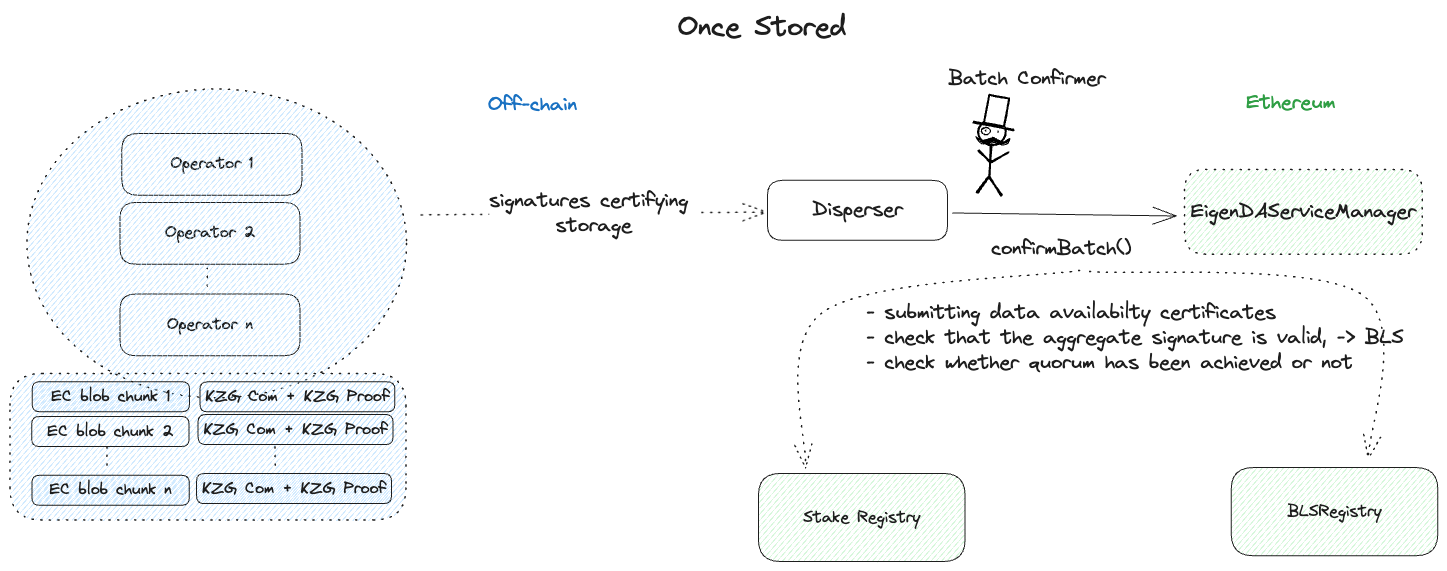 Once Stored
Off-chain
Batch Confirmer
Ethereum
Operator 1
Operator 2
Operator n
signatures certifying
storage
Disperser
EigenDAServiceManager
confirmBatch()
- submitting data availabilty certificates
- check that the aggregate signature is valid, -> BLS
- check whether quorum has been achieved or not
EC blob chunk 1
KZG Com + KZG Proof
EC blob chunk 2
KZG Com + KZG Proof
EC blob chunk n
KZG Com + KZG Proof
Stake Registry
BLSRegistry